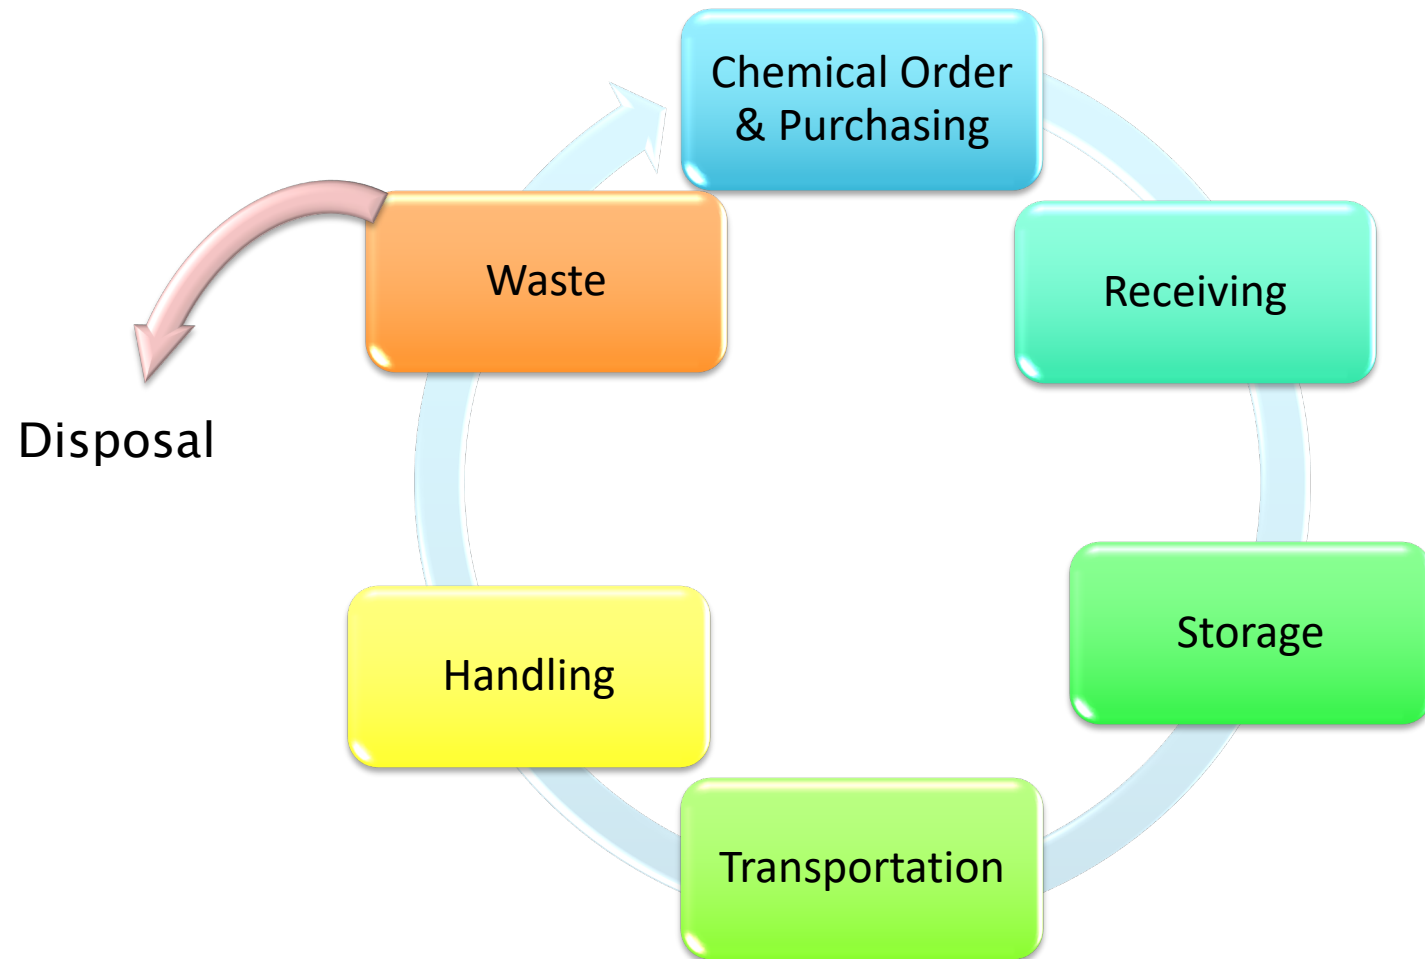 Chemical Order
& Purchasing
Receiving
Storage
Transportation
Handling
Waste
Disposal